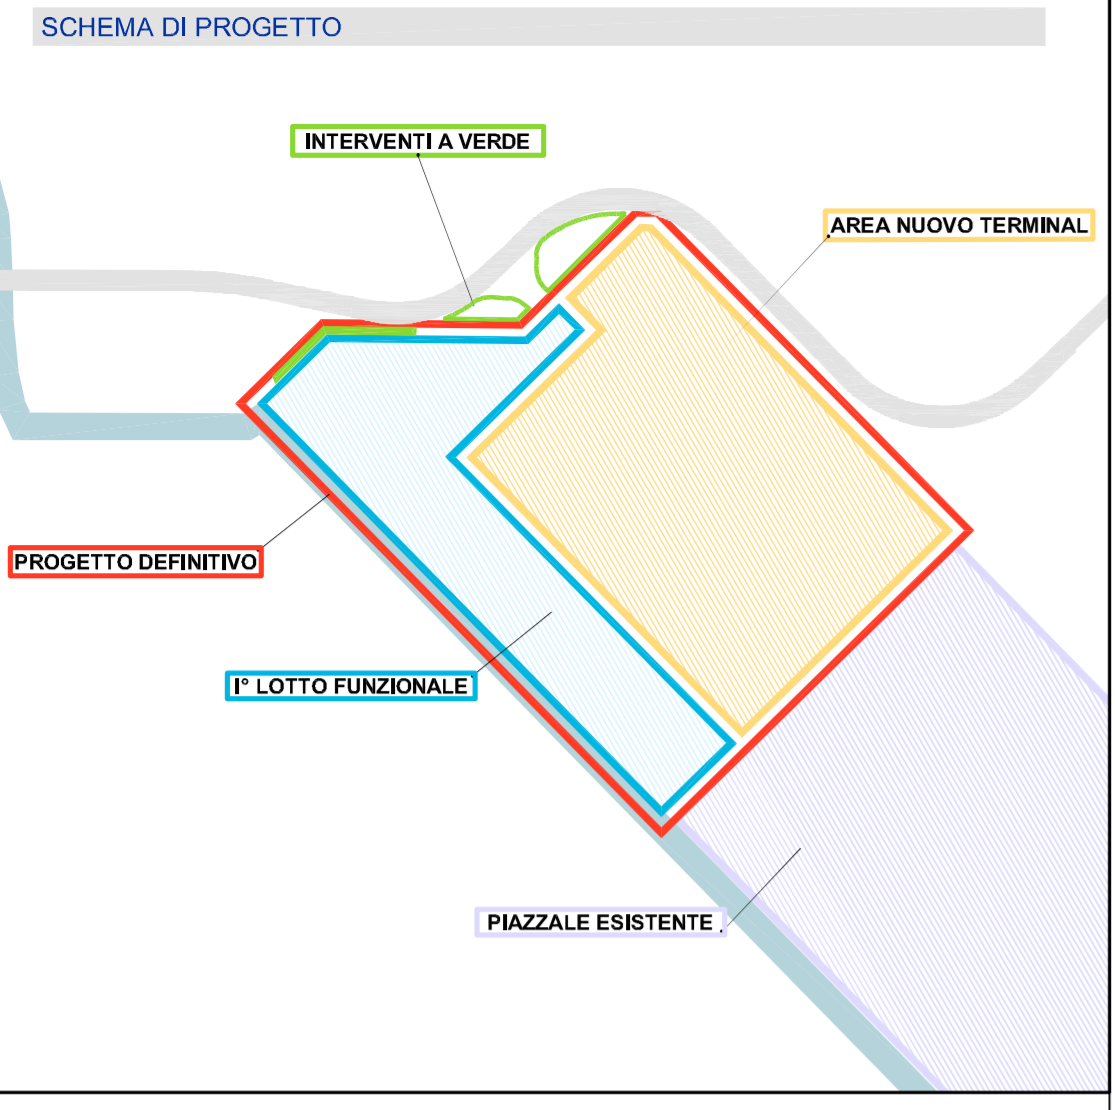 SCHEMA DI PROGETTO
INTERVENTI A VERDE
AREA NUOVO TERMINAL
PROGETTO DEFINITIVO
I° LOTTO FUNZIONALE
PIAZZALE ESISTENTE